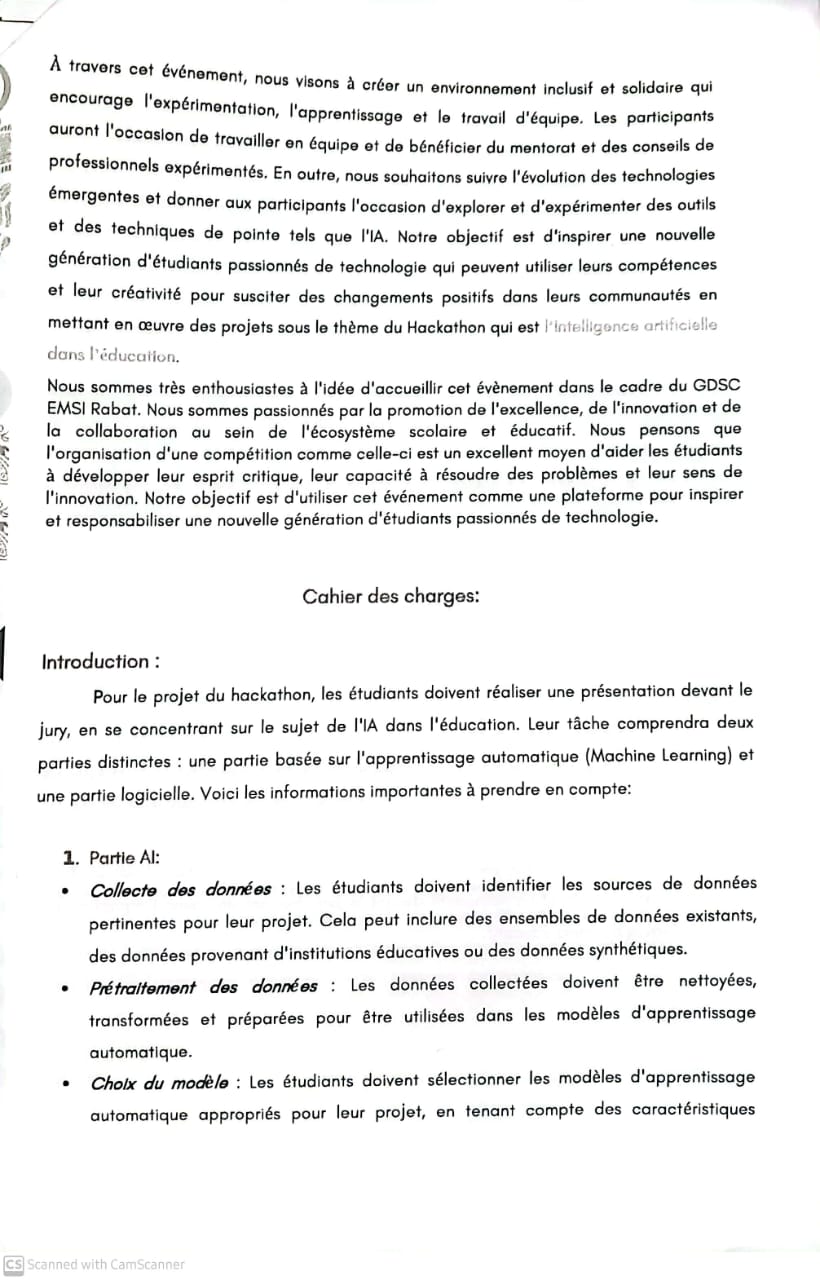 À travers cet événement, nous visons à créer un environnement inclusif et solidaire qui
encourage l'expérimentation, l'apprentissage et le travail d'équipe. Les participants
auront l'occasion de travailler en équipe et de bénéficier du mentorat et des conseils de
professionnels expérimentés. En outre, nous souhaitons suivre l'évolution des technologies
émergentes et donner aux participants l'occasion d'explorer et d'expérimenter des outils
et des techniques de pointe tels que l'IA. Notre objectif est d'inspirer une nouvelle
génération d'étudiants passionnés de technologie qui peuvent utiliser leurs compétences
et leur créativité pour susciter des changements positifs dans leurs communautés en
mettant en œuvre des projets sous le thème du Hackathon qui est l'intelligence artificielle
dans l'éducation.
Nous sommes très enthousiastes à l'idée d'accueillir cet évènement dans le cadre du GDSC
EMSI Rabat. Nous sommes passionnés par la promotion de l'excellence, de l'innovation et de
la collaboration au sein de l'écosystème scolaire et éducatif. Nous pensons que
l'organisation d'une compétition comme celle-ci est un excellent moyen d'aider les étudiants
à développer leur esprit critique, leur capacité à résoudre des problèmes et leur sens de
l'innovation. Notre objectif est d'utiliser cet événement comme une plateforme pour inspirer
et responsabiliser une nouvelle génération d'étudiants passionnés de technologie.
Cahier des charges:
Introduction :
Pour le projet du hackathon, les étudiants doivent réaliser une présentation devant le
jury, en se concentrant sur le sujet de l'IA dans l'éducation. Leur tâche comprendra deux
parties distinctes : une partie basée sur l'apprentissage automatique (Machine Learning) et
une partie logicielle. Voici les informations importantes à prendre en compte:
1. Partie AI:
• Collecte des données : Les étudiants doivent identifier les sources de données
pertinentes pour leur projet. Cela peut inclure des ensembles de données existants,
des données provenant d'institutions éducatives ou des données synthétiques.
• Prétraitement des données : Les données collectées doivent être nettoyées,
transformées et préparées pour être utilisées dans les modèles d'apprentissage
automatique.
• Choix du modèle : Les étudiants doivent sélectionner les modèles d'apprentissage
automatique appropriés pour leur projet, en tenant compte des caractéristiques
CS Scanned with CamScanner